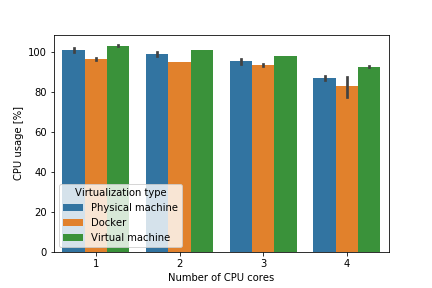 100
80
60
40
20
0
CPU usage [%]
Virtualization type
Physical machine
Docker
Virtual machine
1 2 3 4
Number of CPU cores